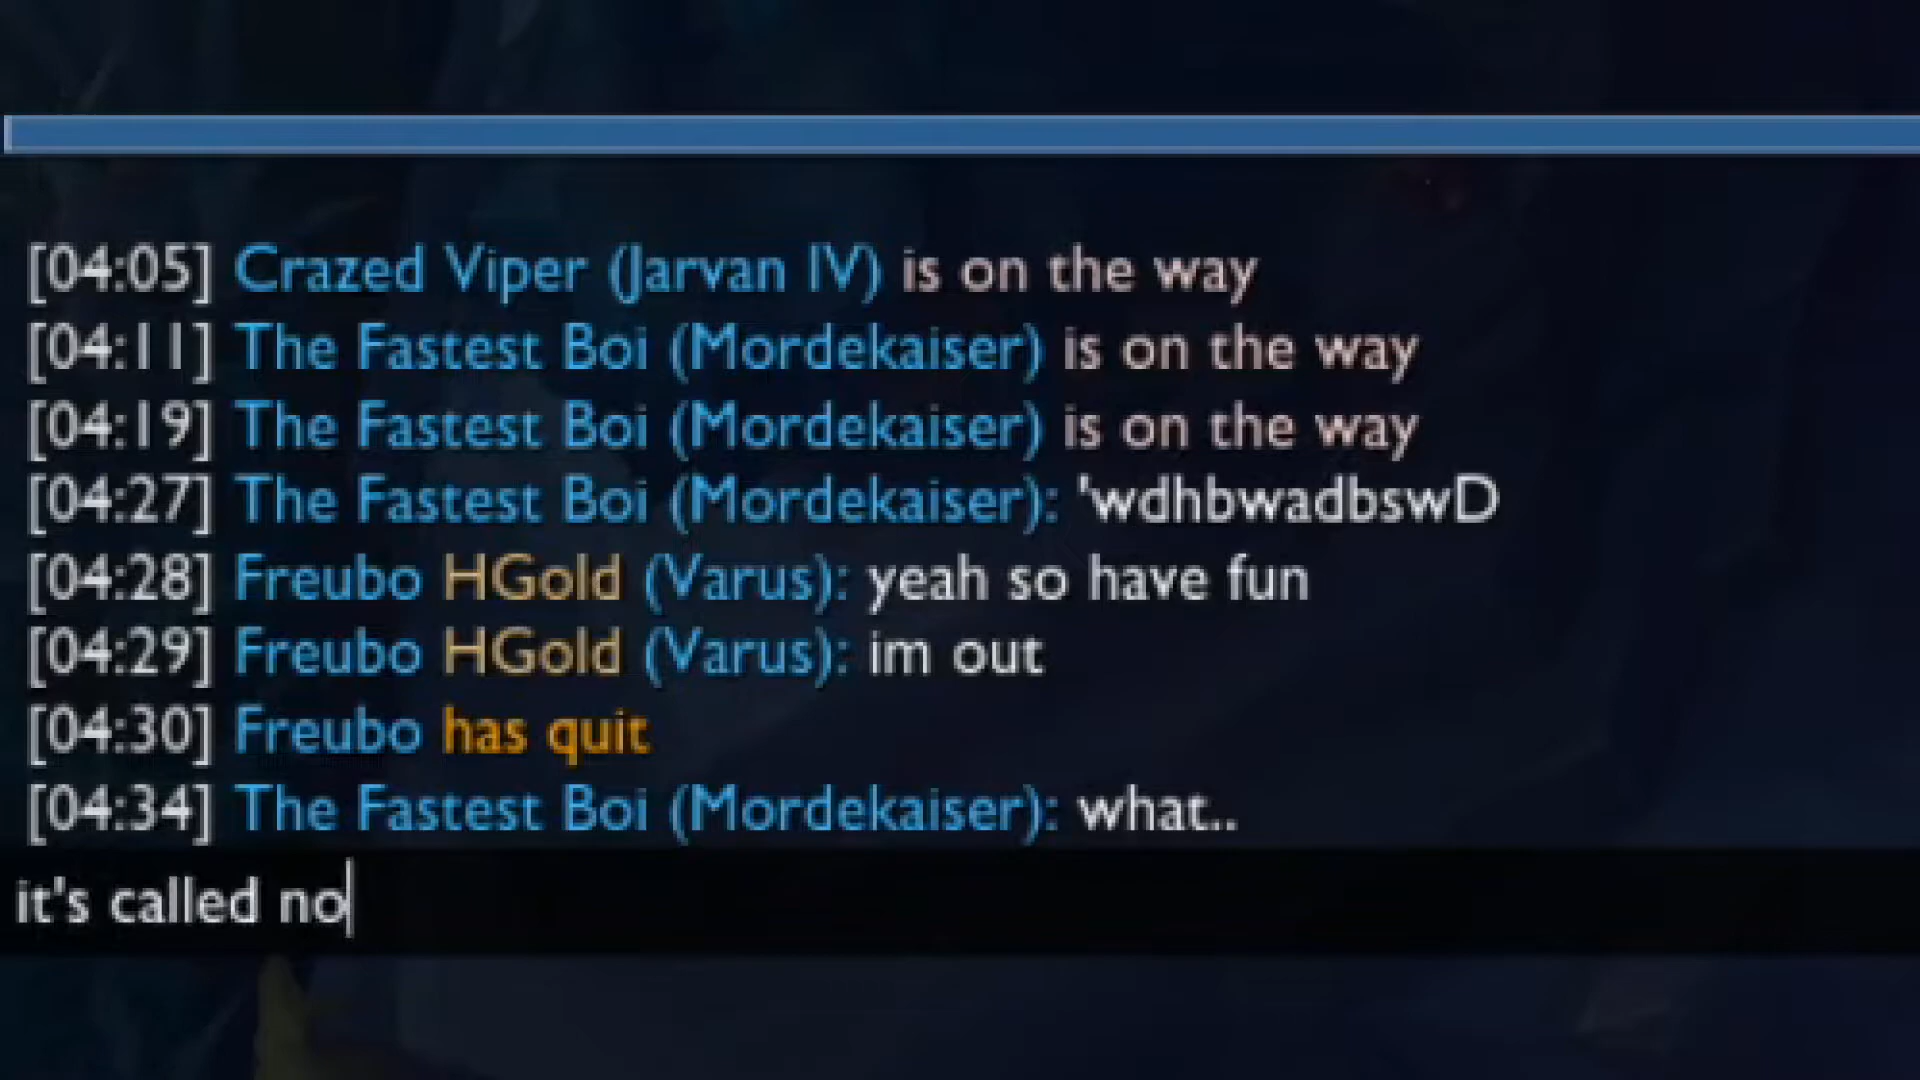 [04:05] Crazed Viper (Jarvan IV) is on the way
[04:11] The Fastest Boi (Mordekaiser) is on the way
[04:19] The Fastest Boi (Mordekaiser) is on the way
[04:27] The Fastest Boi (Mordekaiser): 'wdhbwadbswD
[04:28] Freubo HGold (Varus): yeah so have fun
[04:29] Freubo HGold (Varus): im out
[04:30] Freubo has quit
[04:34] The Fastest Boi (Mordekaiser): what..
it's called no